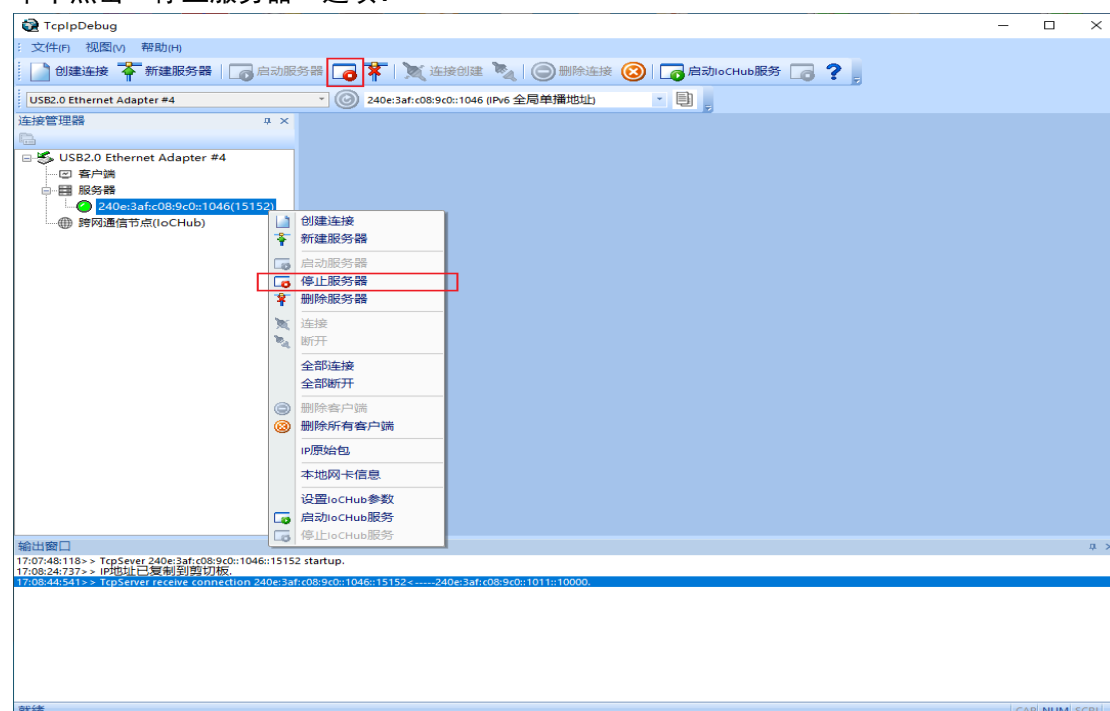 TcpIpDebug
文件(F) 视图(V) 帮助(H)
创建连接 新建服务器 启动服务器 连接创建 删除连接 启动IoCHub服务
USB2.0 Ethernet Adapter #4 240e:3af:c08:9c0::1046 (IPv6 全局单播地址)
连接管理器
USB2.0 Ethernet Adapter #4
客户端
服务器
240e:3af:c08:9c0::1046(15152)
跨网通信节点(IoCHub)
创建连接
新建服务器
启动服务器
停止服务器
删除服务器
连接
断开
全部连接
全部断开
删除客户端
删除所有客户端
IP原始包
本地网卡信息
设置IoCHub参数
启动IoCHub服务
停止IoCHub服务
输出窗口
17:07:48:118>> TcpSever 240e:3af:c08:9c0::1046::15152 startup.
17:08:24:737>> IP地址已复制到剪切板.
17:08:44:541>> TcpServer receive connection 240e:3af:c08:9c0::1046::15152<-----240e:3af:c08:9c0::1011::10000.
就绪 CAP NUM SCRL